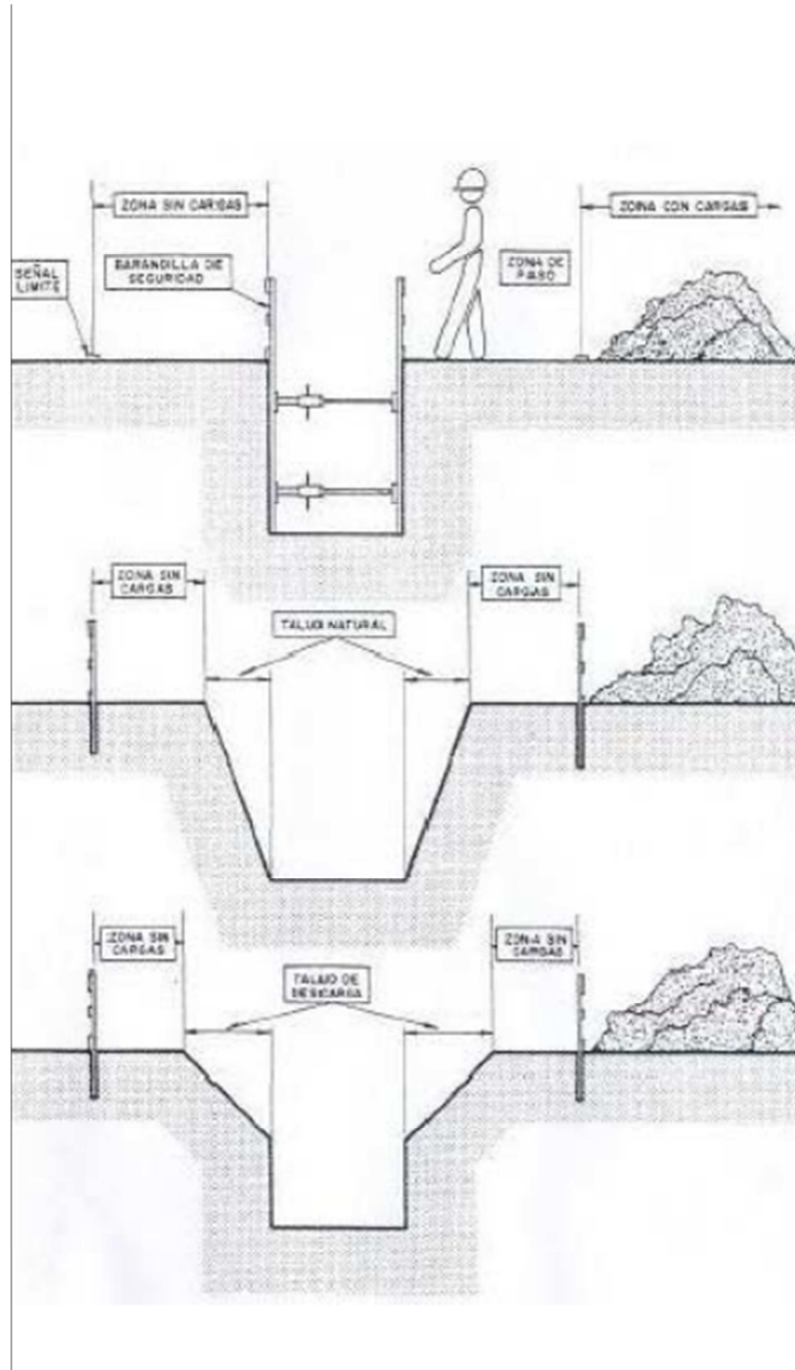 ZONA SIN CARGAS
ZONA CON CARGAS
SEÑAL
LIMITE
BARANDILLA DE
SEGURIDAD
ZONA DE
PASO
ZONA SIN
CARGAS
ZONA SIN
CARGAS
TALUD NATURAL
ZONA SIN
CARGAS
ZONA SIN
CARGAS
TALUD DE
DESCARGA